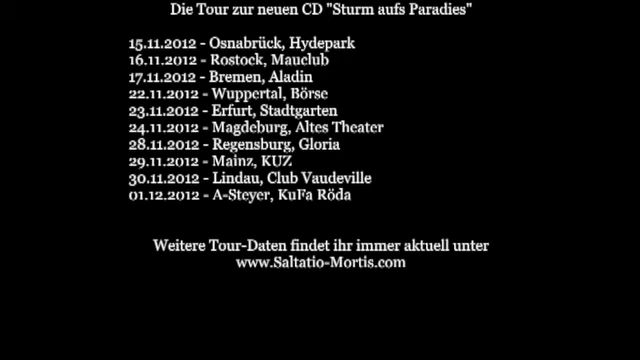 Die Tour zur neuen CD "Sturm aufs Paradies"
15.11.2012 - Osnabrück, Hydepark
16.11.2012 - Rostock, Mauclub
17.11.2012 - Bremen, Aladin
22.11.2012 - Wuppertal, Börse
23.11.2012 - Erfurt, Stadtgarten
24.11.2012 - Magdeburg, Altes Theater
28.11.2012 - Regensburg, Gloria
29.11.2012 - Mainz, KUZ
30.11.2012 - Lindau, Club Vaudeville
01.12.2012 - A-Steyer, KuFa Röda
Weitere Tour-Daten findet ihr immer aktuell unter
www.Saltatio-Mortis.com